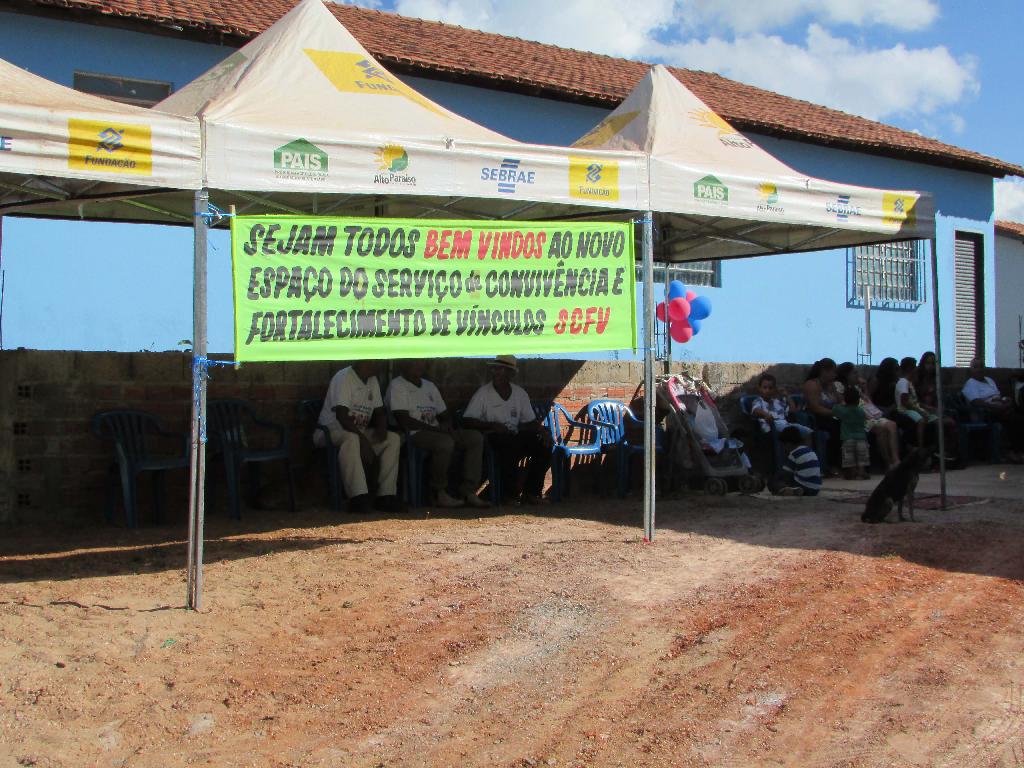 FUNDAÇÃO
FUNDAÇÃO
PAIS
Alto Paraíso
SEBRAE
Alto
PAIS
SEBRAE
SEJAM TODOS BEM VINDOS AO NOVO
ESPAÇO DO SERVIÇO de CONVIVÊNCIA E
FORTALECIMENTO DE VÍNCULOS SCFV